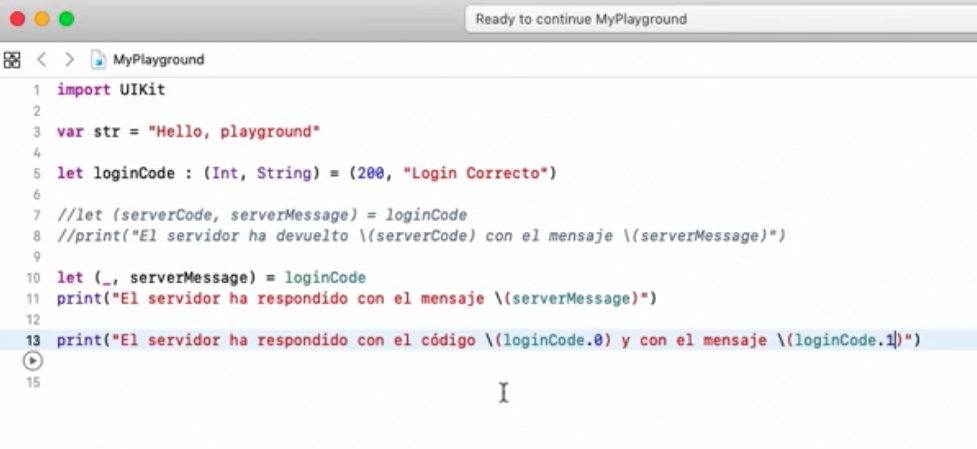 Ready to continue MyPlayground
MyPlayground
1 import UIKit
2
3 var str = "Hello, playground"
4
5 let loginCode : (Int, String) = (200, "Login Correcto")
6
7 //let (serverCode, serverMessage) = loginCode
8 //print("El servidor ha devuelto \(serverCode) con el mensaje \(serverMessage)")
9
10 let (_, serverMessage) = loginCode
11 print("El servidor ha respondido con el mensaje \(serverMessage)")
12
13 print("El servidor ha respondido con el código \(loginCode.0) y con el mensaje \(loginCode.1)")
15